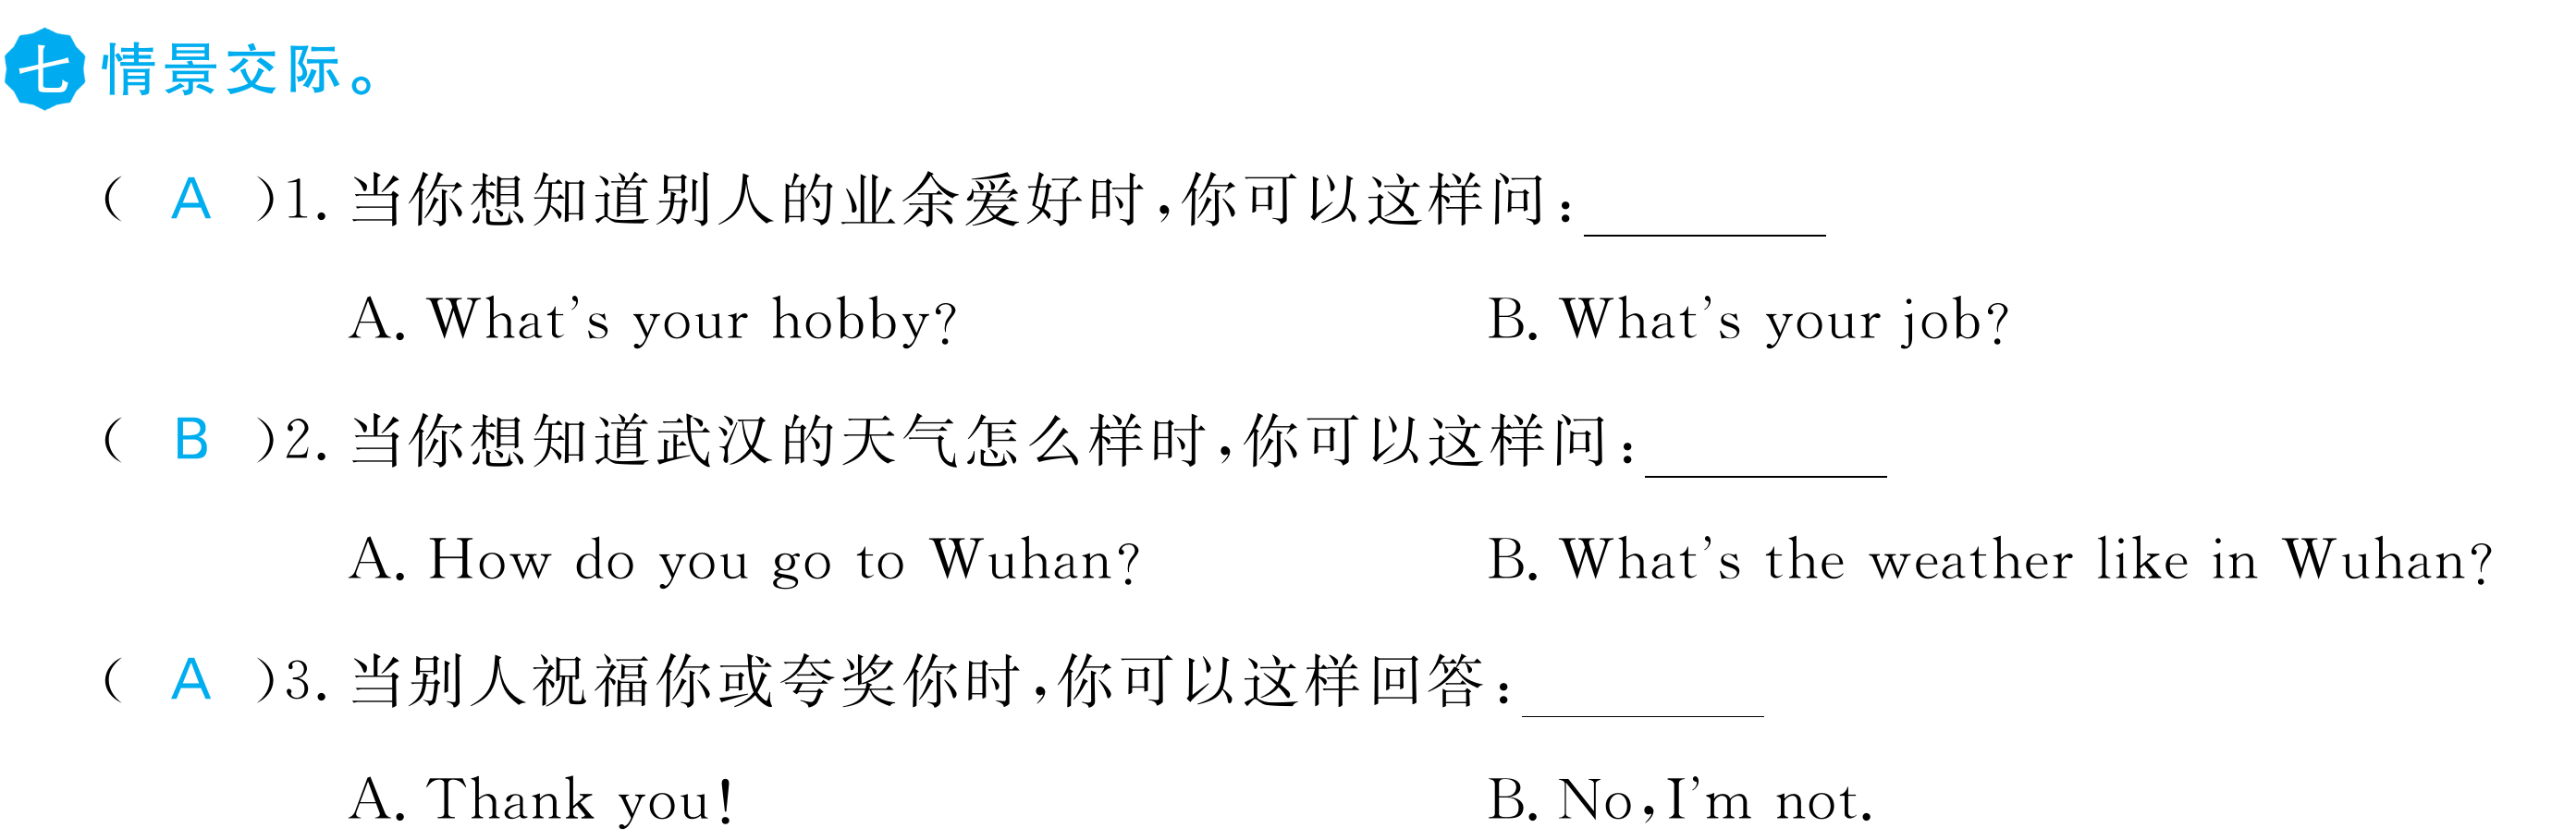 七 情景交际。
( A )1. 当你想知道别人的业余爱好时,你可以这样问:________
A. What's your hobby? B. What's your job?
( B )2. 当你想知道武汉的天气怎么样时,你可以这样问:________
A. How do you go to Wuhan? B. What's the weather like in Wuhan?
( A )3. 当别人祝福你或夸奖你时,你可以这样回答:________
A. Thank you! B. No,I'm not.